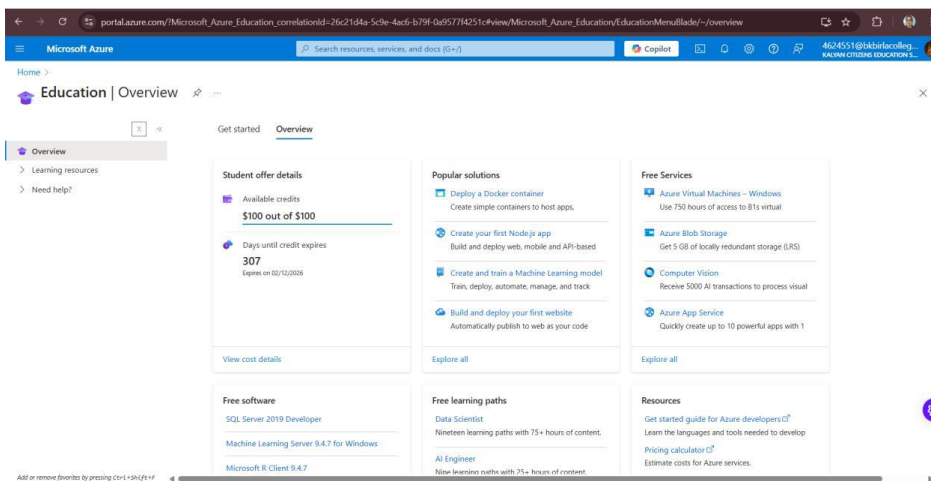 portal.azure.com/?Microsoft_Azure_Education_correlationId=26c21d4a-5c9e-4ac6-b79f-0a9577f4251c#view/Microsoft_Azure_Education/EducationMenuBlade/~/overview
Microsoft Azure
Search resources, services, and docs (G+/)
Copilot
4624551@bkbirlacolleg...
KALYAN CITIZENS EDUCATION S...
Home >
Education | Overview
Get started Overview
Overview
Learning resources
Need help?
Student offer details
Available credits
$100 out of $100
Days until credit expires
307
Expires on 02/12/2026
View cost details
Popular solutions
Deploy a Docker container
Create simple containers to host apps,
Create your first Node.js app
Build and deploy web, mobile and API-based
Create and train a Machine Learning model
Train, deploy, automate, manage, and track
Build and deploy your first website
Automatically publish to web as your code
Explore all
Free Services
Azure Virtual Machines – Windows
Use 750 hours of access to B1s virtual
Azure Blob Storage
Get 5 GB of locally redundant storage (LRS)
Computer Vision
Receive 5000 AI transactions to process visual
Azure App Service
Quickly create up to 10 powerful apps with 1
Explore all
Free software
SQL Server 2019 Developer
Machine Learning Server 9.4.7 for Windows
Microsoft R Client 9.4.7
Free learning paths
Data Scientist
Nineteen learning paths with 75+ hours of content.
AI Engineer
Nine learning paths with 25+ hours of content.
Resources
Get started guide for Azure developers
Learn the languages and tools needed to develop
Pricing calculator
Estimate costs for Azure services.
Add or remove favorites by pressing Ctrl+Shift+F